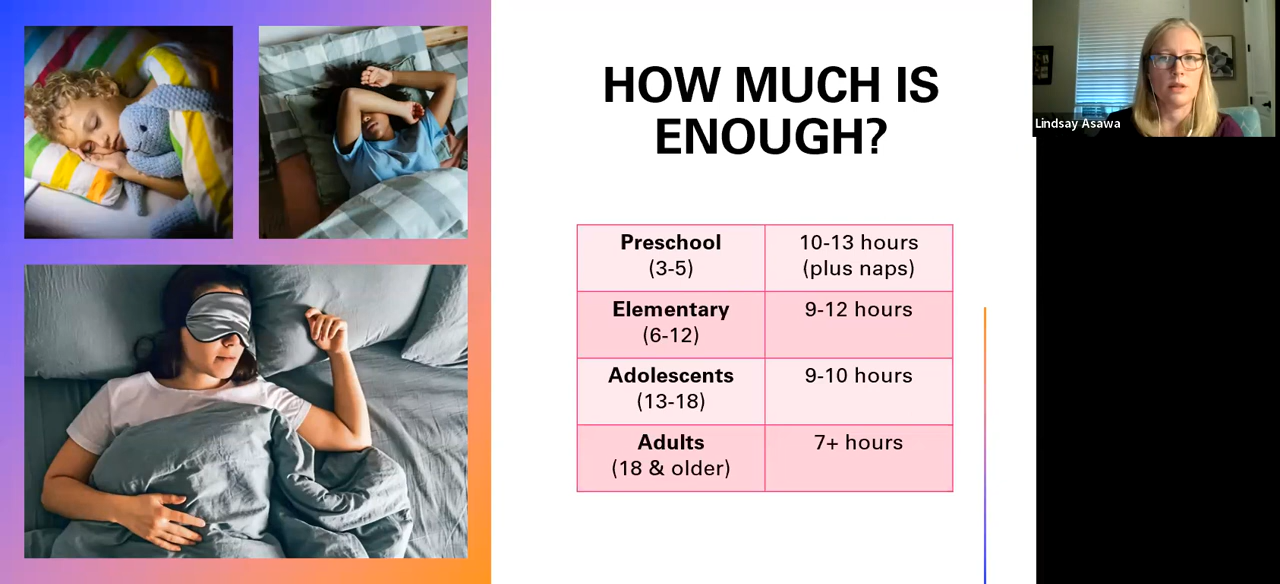 HOW MUCH IS
ENOUGH?
Preschool
(3-5)
10-13 hours
(plus naps)
Elementary
(6-12)
9-12 hours
Adolescents
(13-18)
9-10 hours
Adults
(18 & older)
7+ hours
Lindsay Asawa